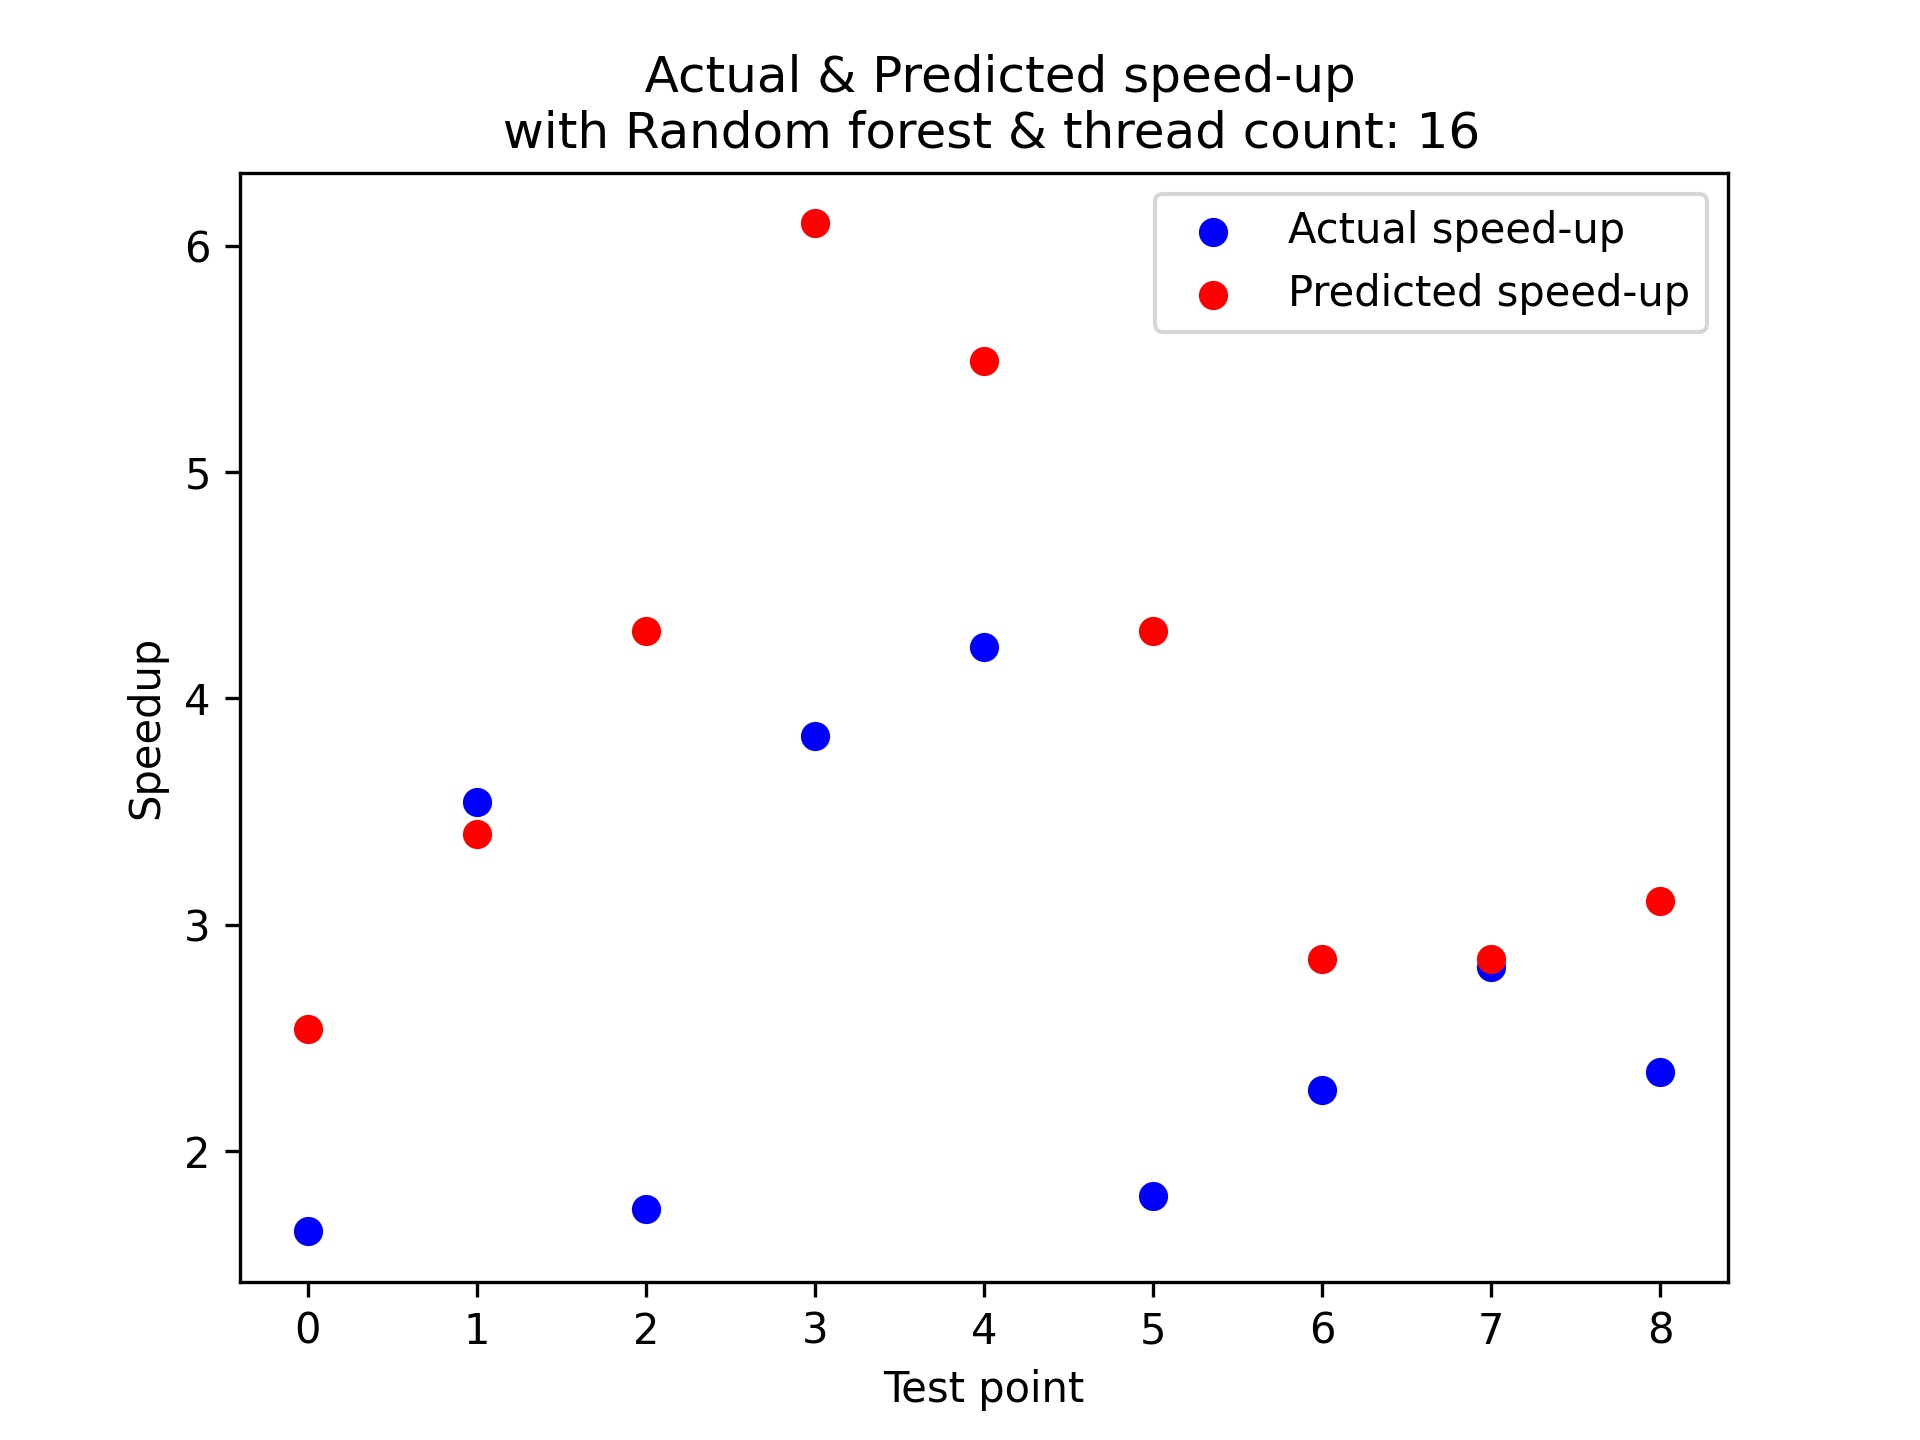 Actual & Predicted speed-up
with Random forest & thread count: 16
Actual speed-up
Predicted speed-up
Speedup
6
5
4
3
2
0 1 2 3 4 5 6 7 8
Test point